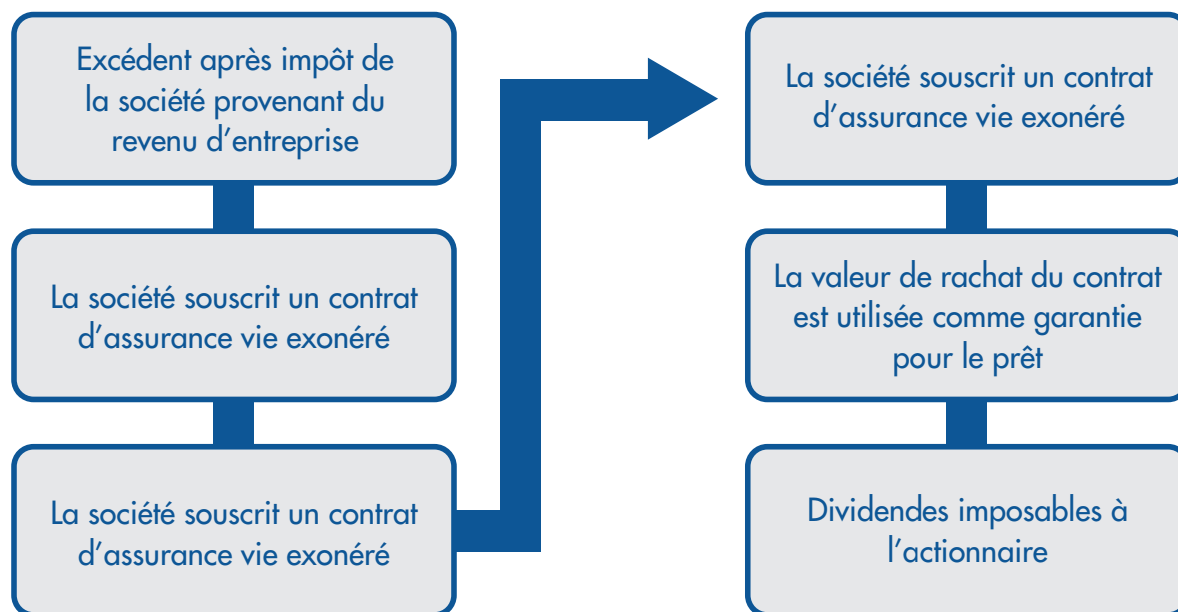 Excédent après impôt de
la société provenant du
revenu d'entreprise
La société souscrit un contrat
d'assurance vie exonéré
La société souscrit un contrat
d'assurance vie exonéré
La société souscrit un contrat
d'assurance vie exonéré
La valeur de rachat du contrat
est utilisée comme garantie
pour le prêt
Dividendes imposables à
l'actionnaire